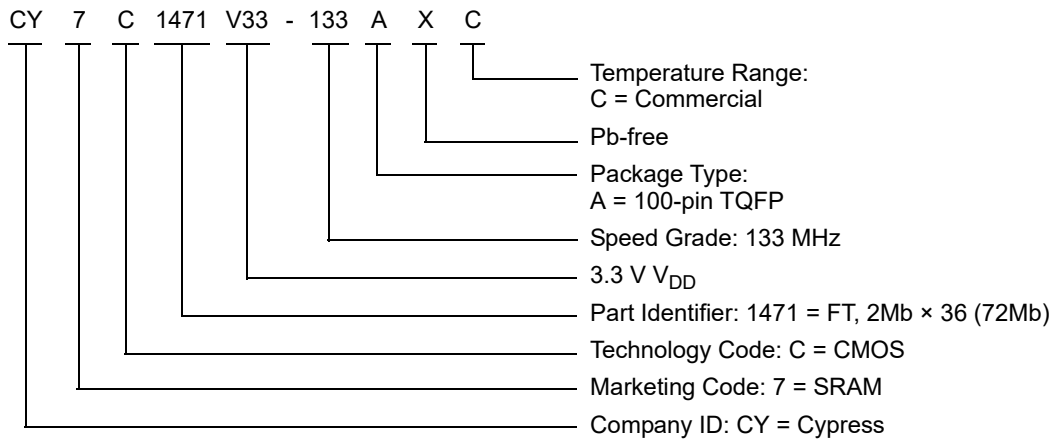 CY 7 C 1471 V33 - 133 A X C
Temperature Range:
C = Commercial
Pb-free
Package Type:
A = 100-pin TQFP
Speed Grade: 133 MHz
3.3 V VDD
Part Identifier: 1471 = FT, 2Mb × 36 (72Mb)
Technology Code: C = CMOS
Marketing Code: 7 = SRAM
Company ID: CY = Cypress